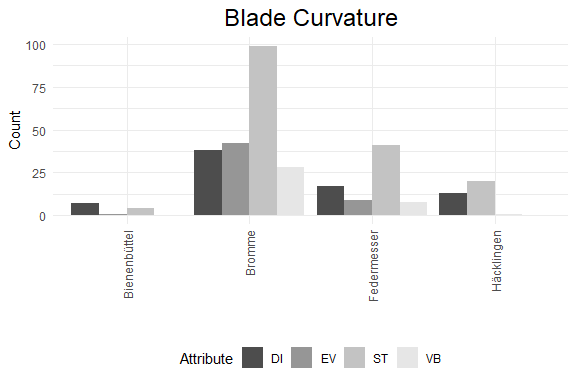 Blade Curvature
Count
100
75
50
25
0
Bienenbüttel
Bromme
Federmesser
Häcklingen
Attribute DI EV ST VB